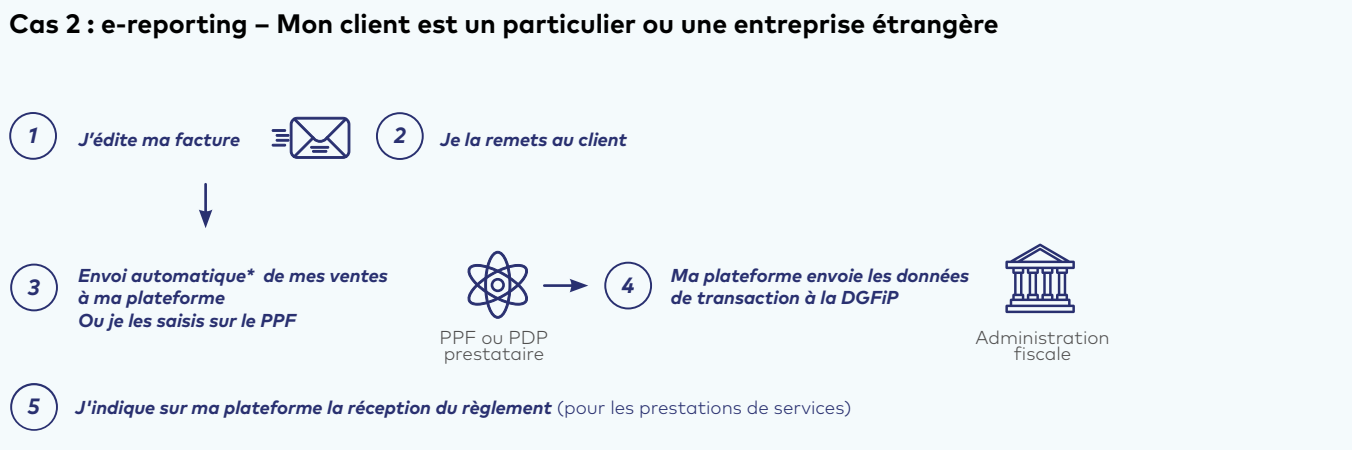 Cas 2 : e-reporting – Mon client est un particulier ou une entreprise étrangère
1 J'édite ma facture
2 Je la remets au client
3 Envoi automatique* de mes ventes
à ma plateforme
Ou je les saisis sur le PPF
PPF ou PDP
prestataire
4 Ma plateforme envoie les données
de transaction à la DGFiP
Administration
fiscale
5 J'indique sur ma plateforme la réception du règlement (pour les prestations de services)